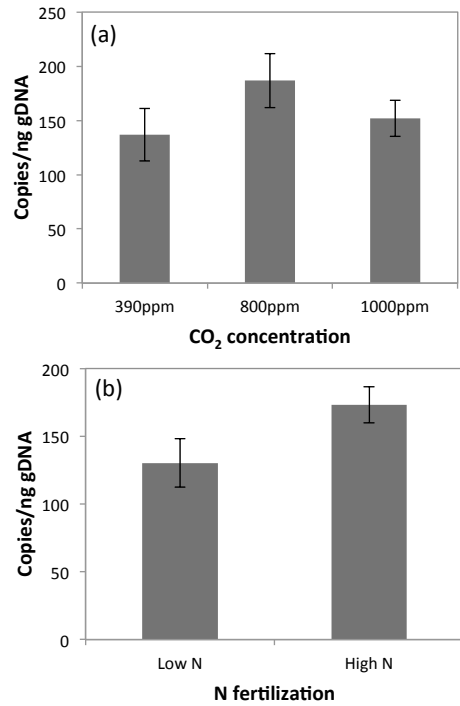 (a)
Copies/ng gDNA
250
200
150
100
50
0
390ppm 800ppm 1000ppm
CO₂ concentration
(b)
Copies/ng gDNA
200
150
100
50
0
Low N High N
N fertilization